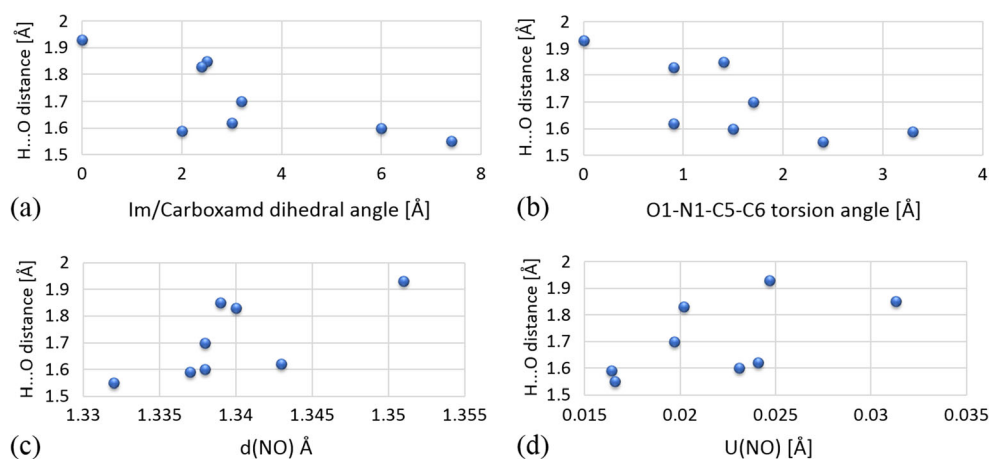 H...O distance [Å]
2
1.9
1.8
1.7
1.6
1.5
0 2 4 6 8
(a) Im/Carboxamd dihedral angle [Å]
H...O distance [Å]
2
1.9
1.8
1.7
1.6
1.5
0 1 2 3 4
(b) O1-N1-C5-C6 torsion angle [Å]
H...O distance [Å]
2
1.9
1.8
1.7
1.6
1.5
1.33 1.335 1.34 1.345 1.35 1.355
(c) d(NO) Å
H...O distance [Å]
2
1.9
1.8
1.7
1.6
1.5
0.015 0.02 0.025 0.03 0.035
(d) U(NO) [Å]